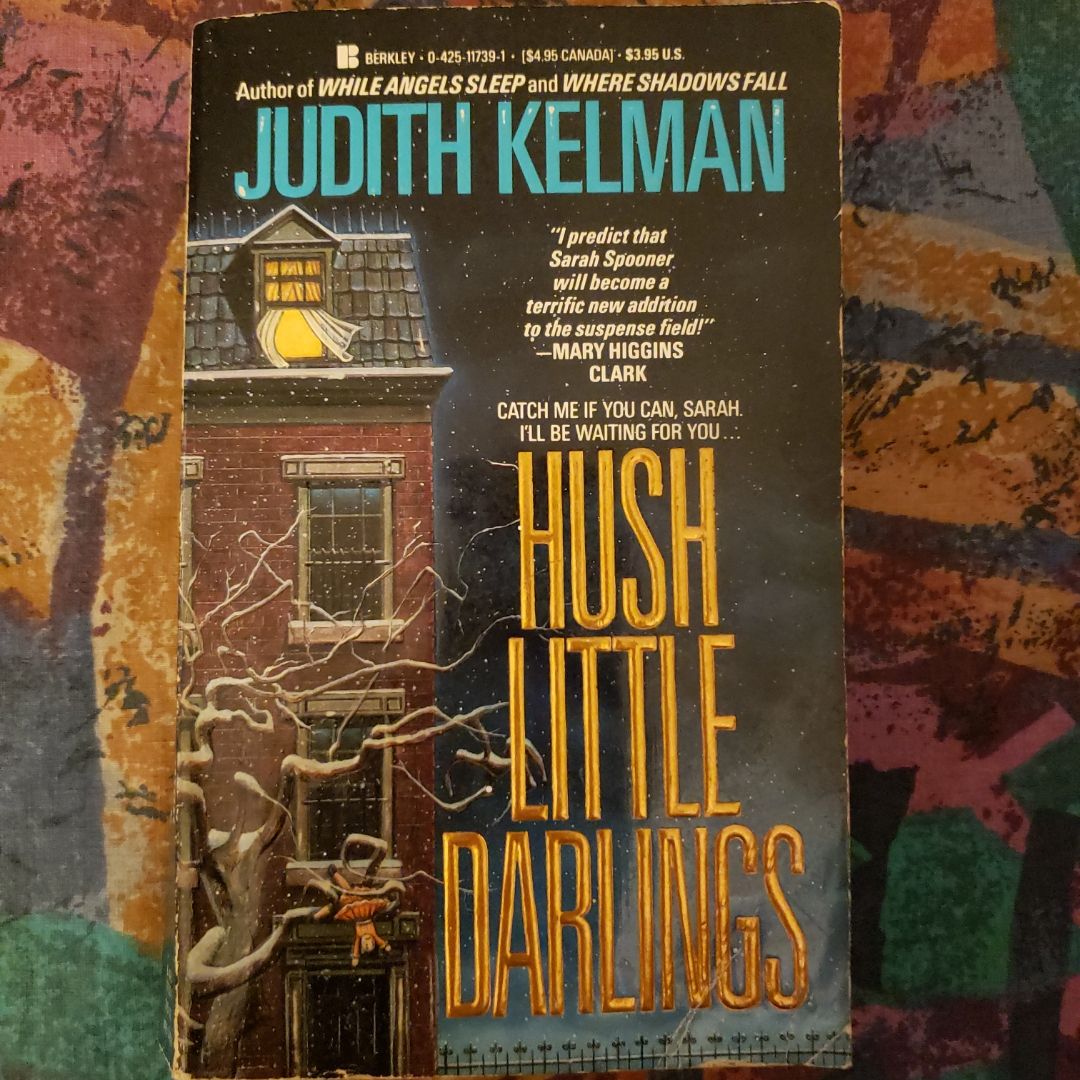 B BERKLEY • 0-425-11739-1 • [$4.95 CANADA] • $3.95 U.S.
Author of WHILE ANGELS SLEEP and WHERE SHADOWS FALL
JUDITH KELMAN
"I predict that
Sarah Spooner
will become a
terrific new addition
to the suspense field!"
—MARY HIGGINS
CLARK
CATCH ME IF YOU CAN, SARAH.
I'LL BE WAITING FOR YOU...
HUSH
LITTLE
DARLINGS